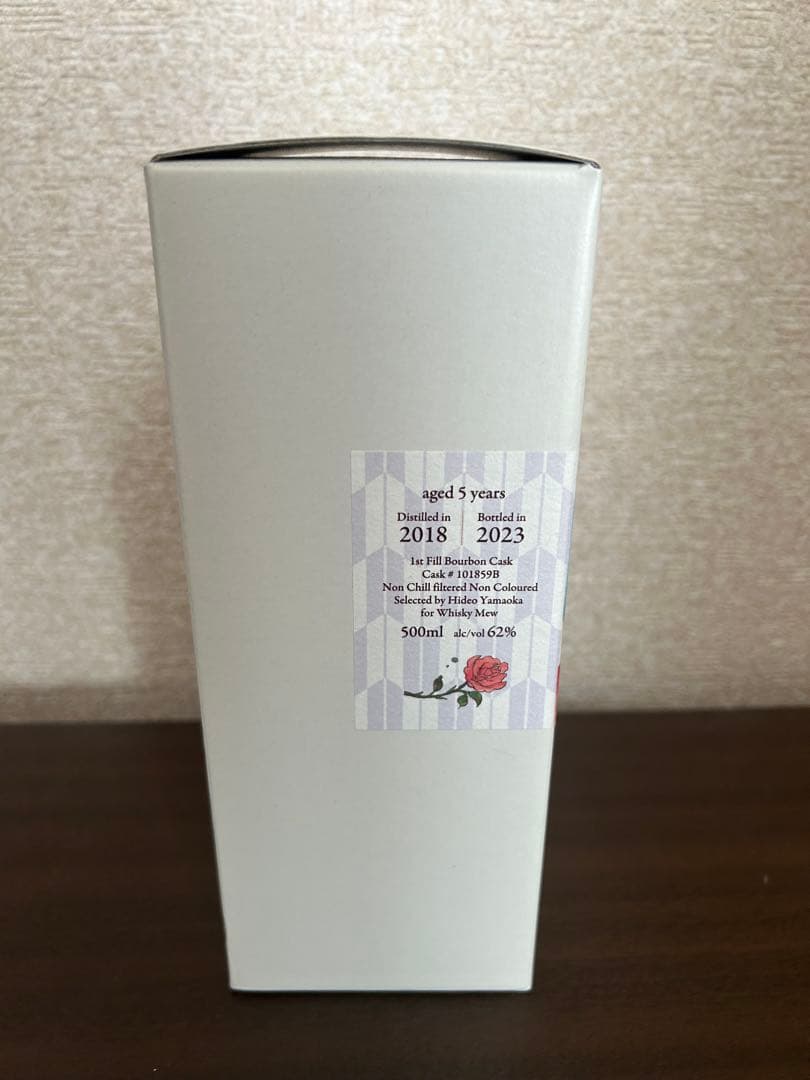 aged 5 years
Distilled in Bottled in
2018 2023
1st Fill Bourbon Cask
Cask # 101859B
Non Chill filtered Non Coloured
Selected by Hideo Yamaoka
for Whisky Mew
500ml alc/vol 62%